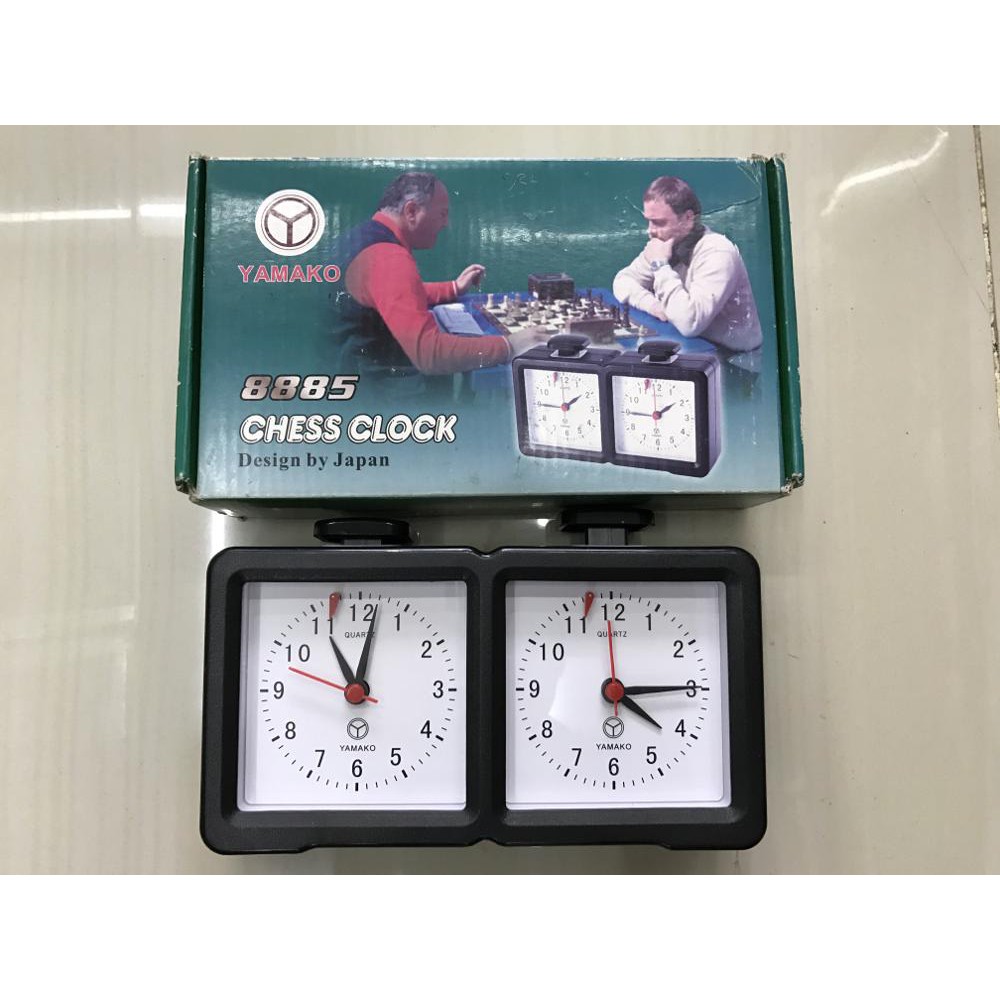 YAMAKO
8885
CHESS CLOCK
Design by Japan
11 12 1
10 2
9 3
8 4
7 6 5
QUARTZ
YAMAKO
11 12 1
10 2
9 3
8 4
7 6 5
QUARTZ
YAMAKO